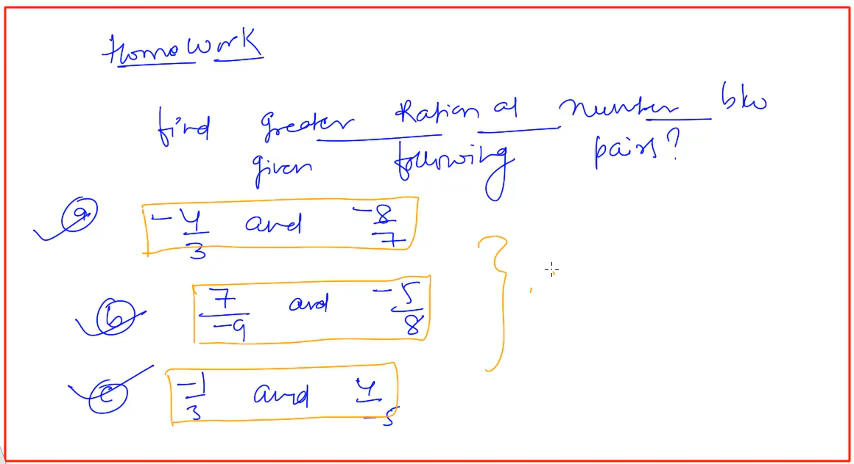 Homework
find greater Rational number b/w
given following pairs?
a -4/3 and -8/7
b 7/-9 and -5/8
c -1/3 and 4/-5